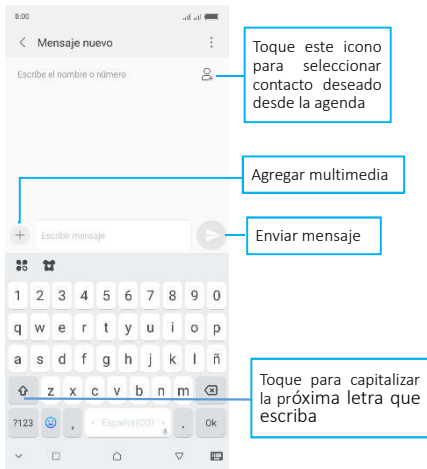 8:00
Mensaje nuevo
Escribe el nombre o número
Toque este icono
para seleccionar
contacto deseado
desde la agenda
Agregar multimedia
Escribir mensaje
Enviar mensaje
1 2 3 4 5 6 7 8 9 0
q w e r t y u i o p
a s d f g h j k l ñ
z x c v b n m
Toque para capitalizar
la próxima letra que
escriba
?123 , Español(CO) . Ok